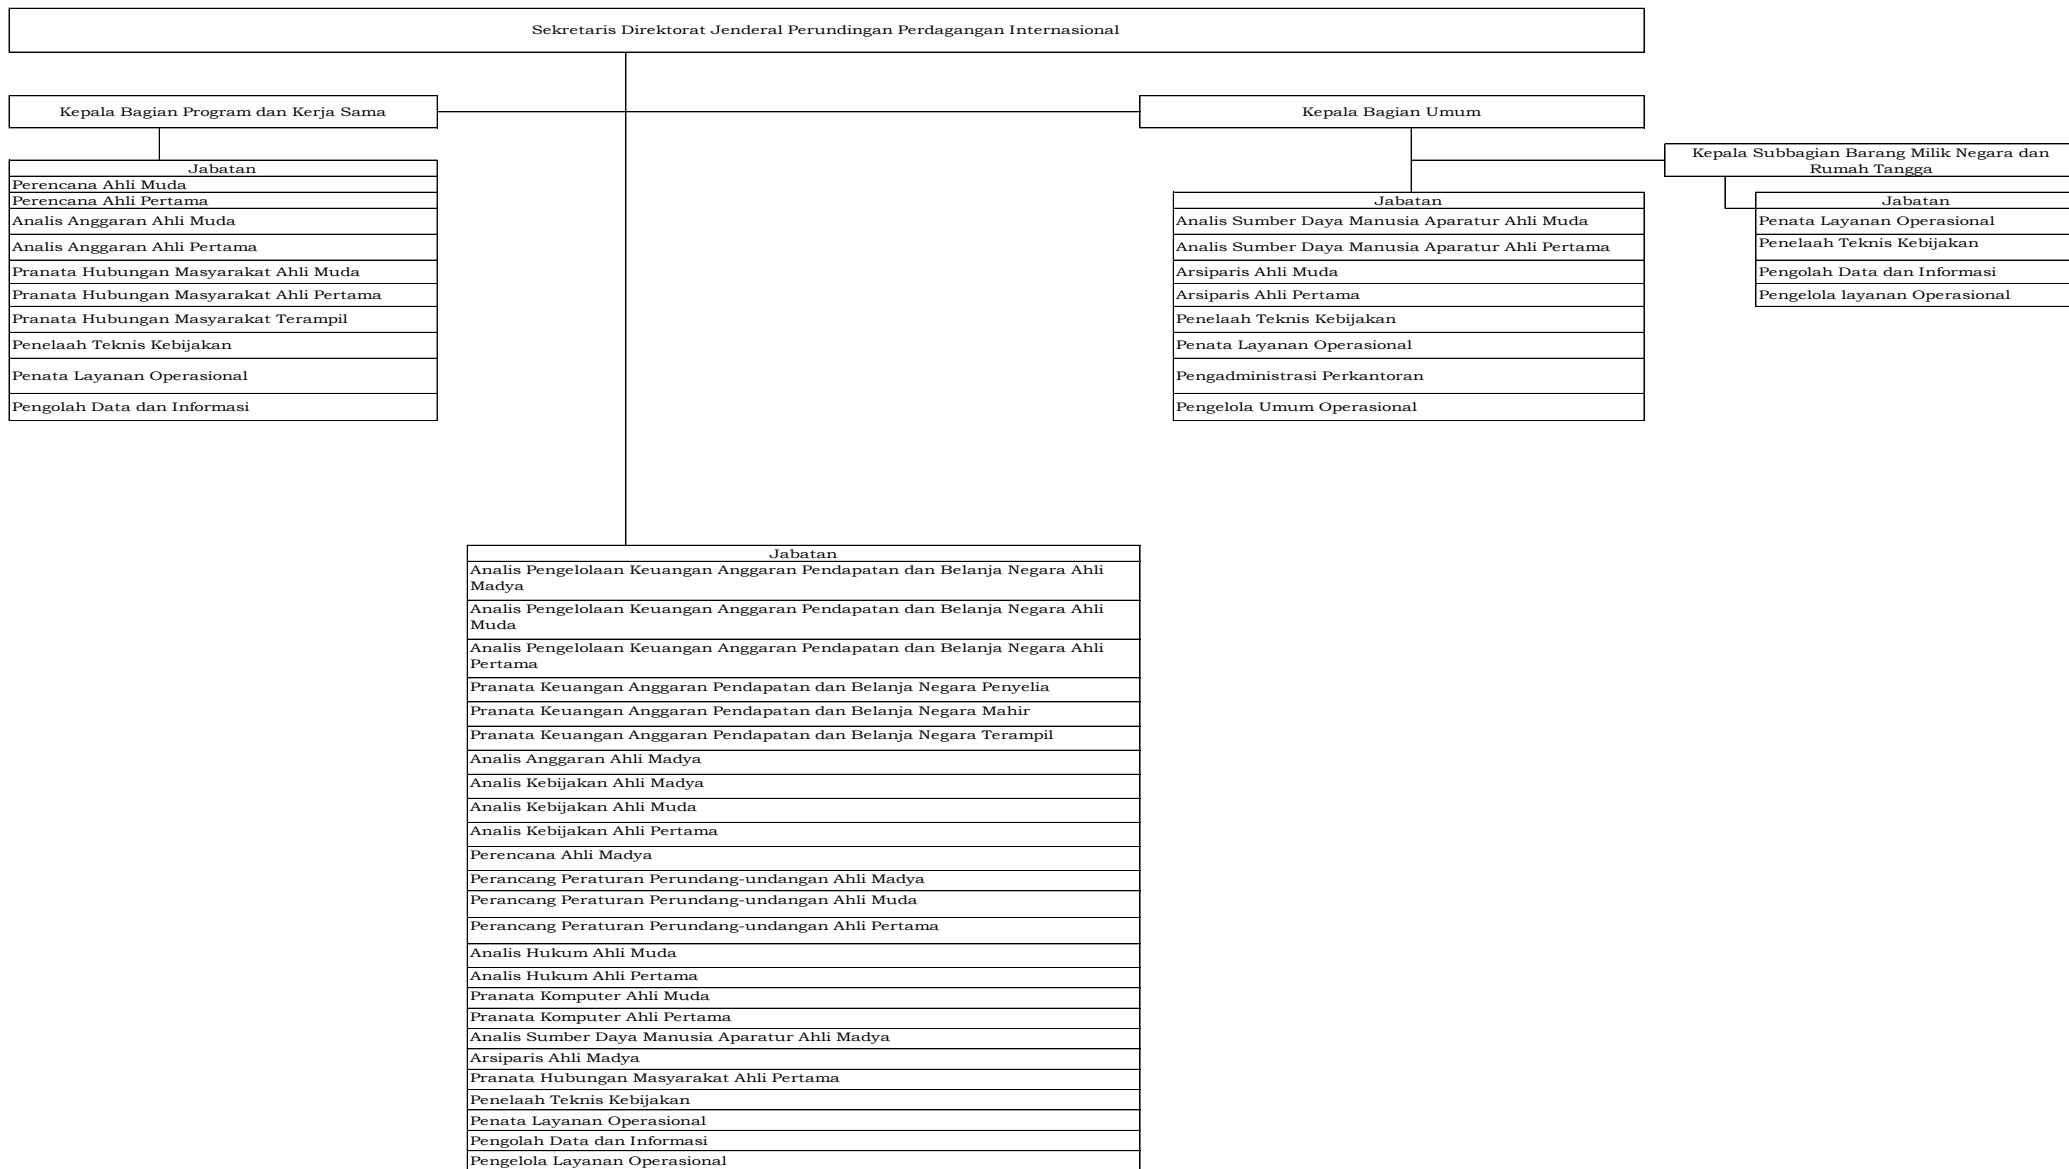 Sekretaris Direktorat Jenderal Perundingan Perdagangan Internasional
Kepala Bagian Program dan Kerja Sama
Jabatan
Perencana Ahli Muda
Perencana Ahli Pertama
Analis Anggaran Ahli Muda
Analis Anggaran Ahli Pertama
Pranata Hubungan Masyarakat Ahli Muda
Pranata Hubungan Masyarakat Ahli Pertama
Pranata Hubungan Masyarakat Terampil
Penelaah Teknis Kebijakan
Penata Layanan Operasional
Pengolah Data dan Informasi
Kepala Bagian Umum
Jabatan
Analis Sumber Daya Manusia Aparatur Ahli Muda
Analis Sumber Daya Manusia Aparatur Ahli Pertama
Arsiparis Ahli Muda
Arsiparis Ahli Pertama
Penelaah Teknis Kebijakan
Penata Layanan Operasional
Pengadministrasi Perkantoran
Pengelola Umum Operasional
Kepala Subbagian Barang Milik Negara dan
Rumah Tangga
Jabatan
Penata Layanan Operasional
Penelaah Teknis Kebijakan
Pengolah Data dan Informasi
Pengelola layanan Operasional
Jabatan
Analis Pengelolaan Keuangan Anggaran Pendapatan dan Belanja Negara Ahli
Madya
Analis Pengelolaan Keuangan Anggaran Pendapatan dan Belanja Negara Ahli
Muda
Analis Pengelolaan Keuangan Anggaran Pendapatan dan Belanja Negara Ahli
Pertama
Pranata Keuangan Anggaran Pendapatan dan Belanja Negara Penyelia
Pranata Keuangan Anggaran Pendapatan dan Belanja Negara Mahir
Pranata Keuangan Anggaran Pendapatan dan Belanja Negara Terampil
Analis Anggaran Ahli Madya
Analis Kebijakan Ahli Madya
Analis Kebijakan Ahli Muda
Analis Kebijakan Ahli Pertama
Perencana Ahli Madya
Perancang Peraturan Perundang-undangan Ahli Madya
Perancang Peraturan Perundang-undangan Ahli Muda
Perancang Peraturan Perundang-undangan Ahli Pertama
Analis Hukum Ahli Muda
Analis Hukum Ahli Pertama
Pranata Komputer Ahli Muda
Pranata Komputer Ahli Pertama
Analis Sumber Daya Manusia Aparatur Ahli Madya
Arsiparis Ahli Madya
Pranata Hubungan Masyarakat Ahli Pertama
Penelaah Teknis Kebijakan
Penata Layanan Operasional
Pengolah Data dan Informasi
Pengelola Layanan Operasional